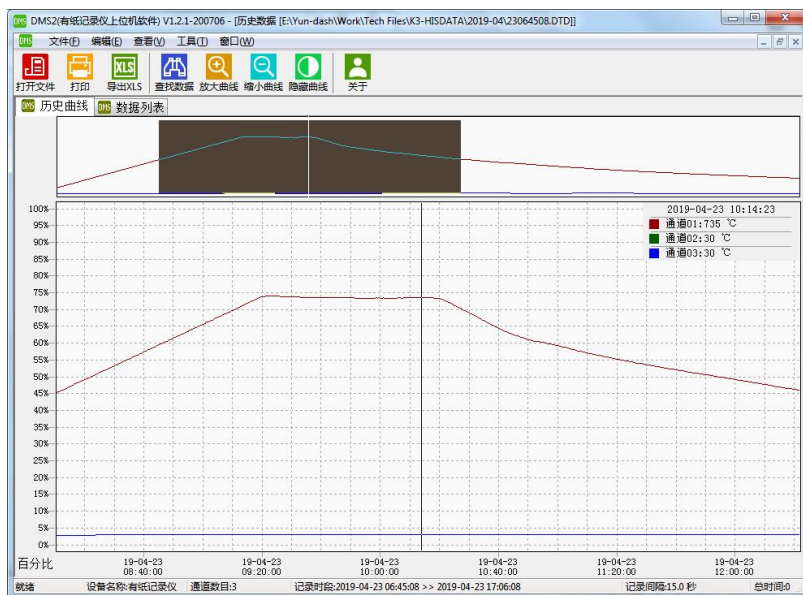 DMS2(有纸记录仪上位机软件) V1.2.1-200706 - [历史数据 [E:\Yun-dash\Work\Tech Files\K3-HISDATA\2019-04\23064508.DTD]]
文件(F) 编辑(E) 查看(V) 工具(T) 窗口(W)
XLS
打开文件 打印 导出XLS 查找数据 放大曲线 缩小曲线 隐藏曲线 关于
历史曲线 数据列表
2019-04-23 10:14:23
通道01:735 ℃
通道02:30 ℃
通道03:30 ℃
100%
95%
90%
85%
80%
75%
70%
65%
60%
55%
50%
45%
40%
35%
30%
25%
20%
15%
10%
5%
0%
百分比
19-04-23 19-04-23 19-04-23 19-04-23 19-04-23 19-04-23
08:40:00 09:20:00 10:00:00 10:40:00 11:20:00 12:00:00
就绪 设备名称:有纸记录仪 通道数目:3 记录时段:2019-04-23 06:45:08 >> 2019-04-23 17:06:08 记录间隔:15.0 秒 总时间:0